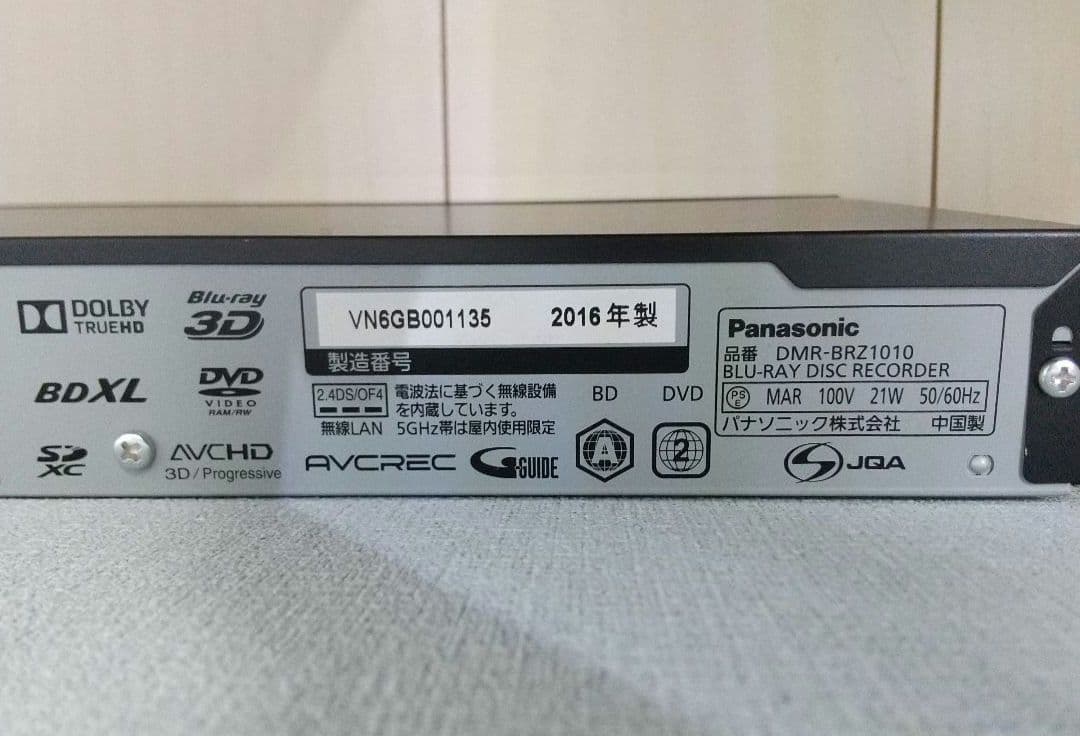 DOLBY
TRUEHD
Blu-ray
3D
BDXL
DVD
VIDEO
RAM/RW
SD
XC
AVCHD
3D / Progressive
VN6GB001135 2016年製
製造番号
2.4DS/OF4
無線LAN
電波法に基づく無線設備
を内蔵しています。
5GHz帯は屋内使用限定
AVCREC
G-GUIDE
BD
A
DVD
2
Panasonic
品番 DMR-BRZ1010
BLU-RAY DISC RECORDER
PS
E
MAR 100V 21W 50/60Hz
パナソニック株式会社 中国製
JQA